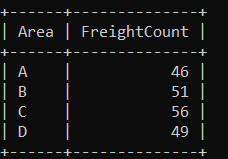 +------+--------------+
| Area | FreightCount |
+------+--------------+
| A    |           46 |
| B    |           51 |
| C    |           56 |
| D    |           49 |
+------+--------------+